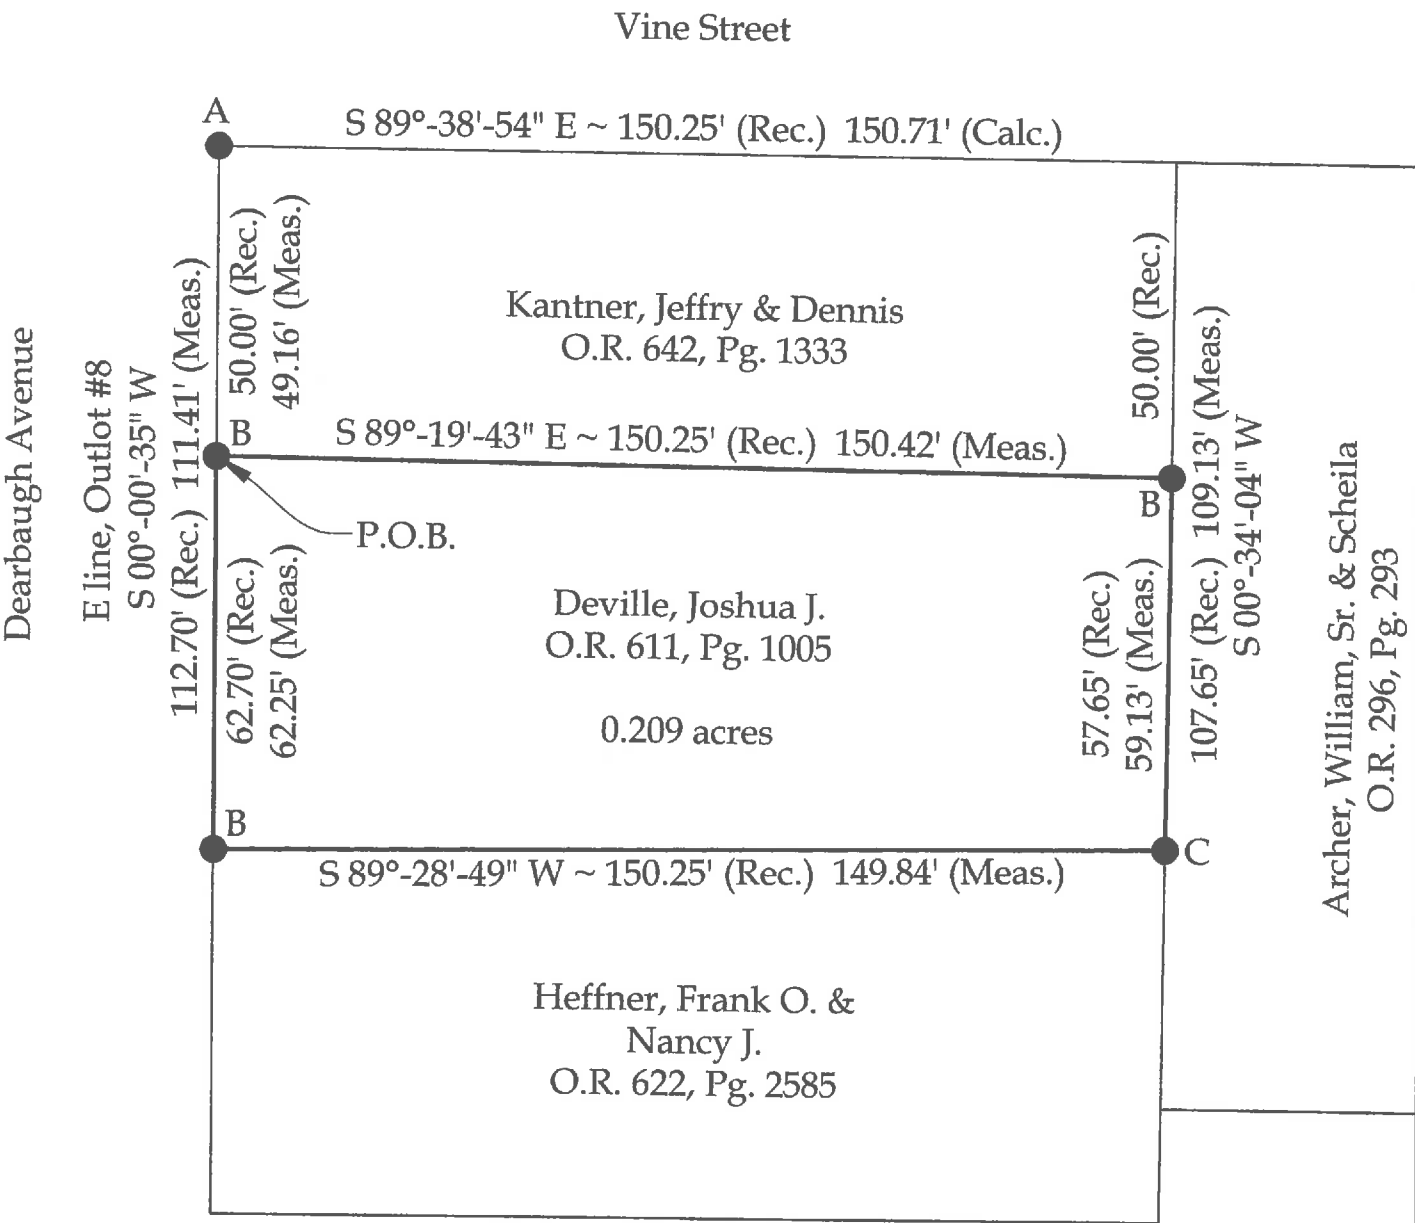 Vine Street
A
S 89°-38'-54" E ~ 150.25' (Rec.) 150.71' (Calc.)
Dearbaugh Avenue
E line, Outlot #8
S 00°-00'-35" W
112.70' (Rec.) 111.41' (Meas.)
50.00' (Rec.)
49.16' (Meas.)
Kantner, Jeffry & Dennis
O.R. 642, Pg. 1333
50.00' (Rec.)
B
S 89°-19'-43" E ~ 150.25' (Rec.) 150.42' (Meas.)
B
P.O.B.
62.70' (Rec.)
62.25' (Meas.)
Deville, Joshua J.
O.R. 611, Pg. 1005
0.209 acres
57.65' (Rec.)
59.13' (Meas.)
107.65' (Rec.) 109.13' (Meas.)
S 00°-34'-04" W
Archer, William, Sr. & Scheila
O.R. 296, Pg. 293
B
C
S 89°-28'-49" W ~ 150.25' (Rec.) 149.84' (Meas.)
Heffner, Frank O. &
Nancy J.
O.R. 622, Pg. 2585